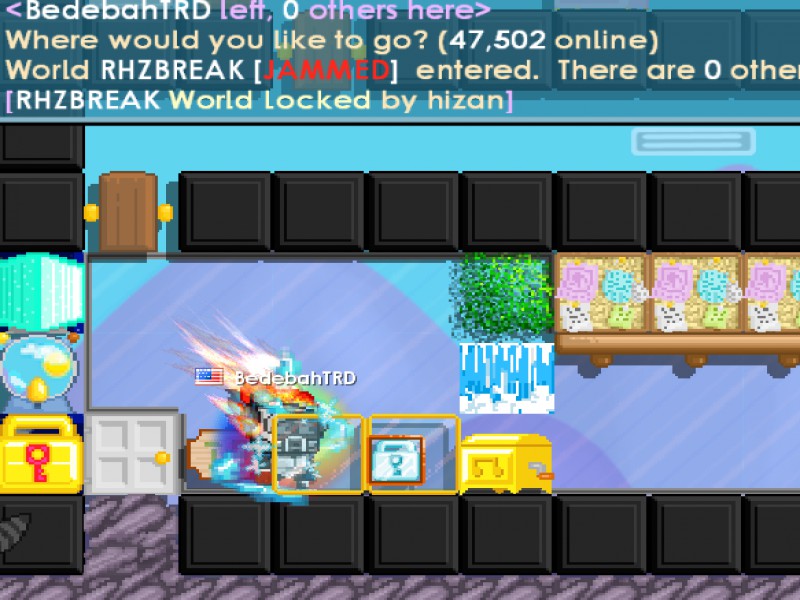 <BedebahTRD left, 0 others here>
Where would you like to go? (47,502 online)
World RHZBREAK [JAMMED] entered. There are 0 othe
[RHZBREAK World Locked by hizan]
BedebahTRD